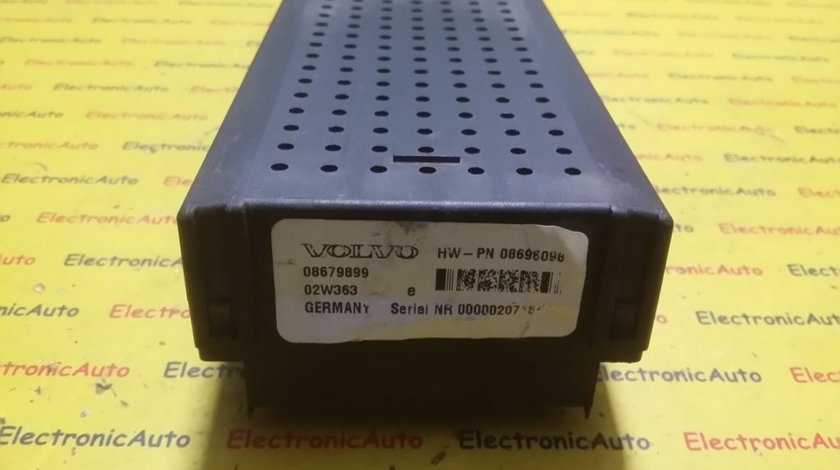 VOLVO HW-PN 08696098
08679899
02W363 e
GERMANY Serial NR
ElectronicAuto